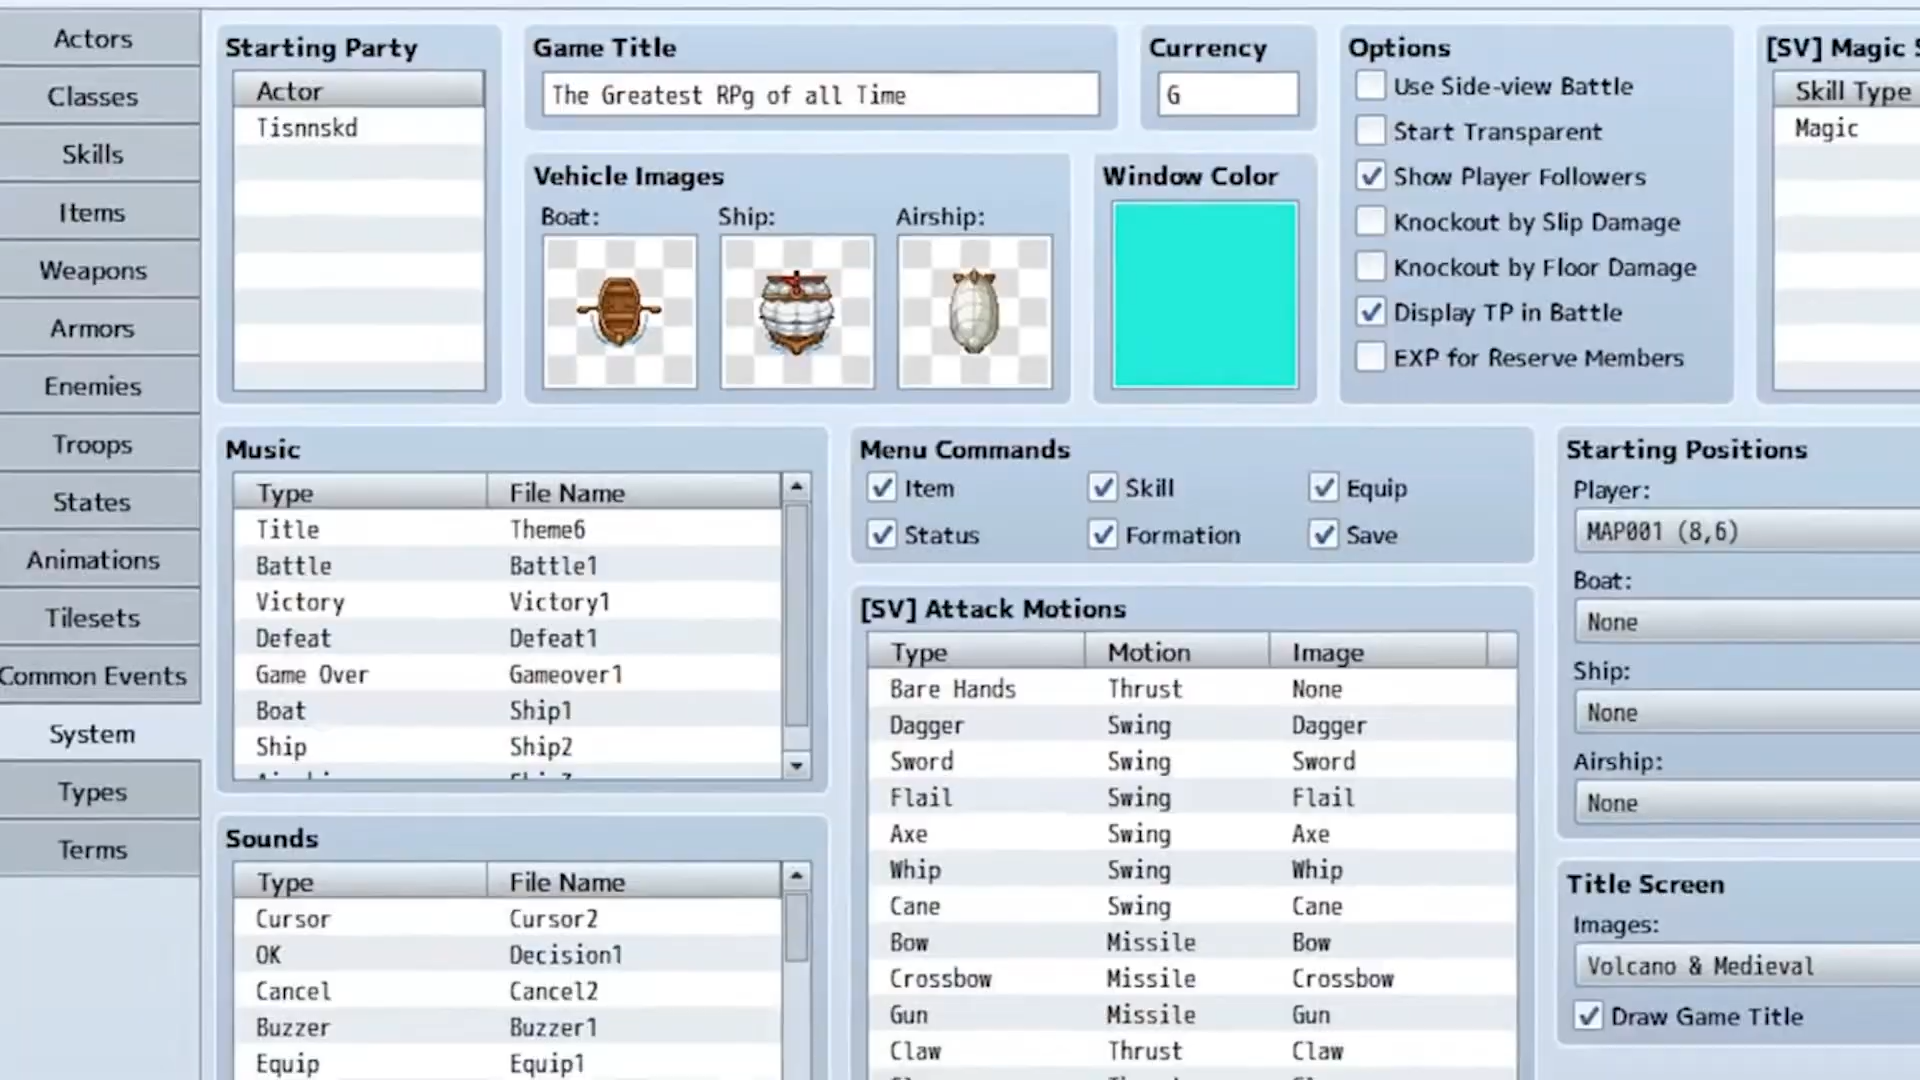 Actors
Classes
Skills
Items
Weapons
Armors
Enemies
Troops
States
Animations
Tilesets
Common Events
System
Types
Terms
Starting Party
Actor
Tisnnskd
Game Title
The Greatest RPg of all Time
Currency
G
Vehicle Images
Boat:
Ship:
Airship:
Window Color
Options
Use Side-view Battle
Start Transparent
Show Player Followers
Knockout by Slip Damage
Knockout by Floor Damage
Display TP in Battle
EXP for Reserve Members
[SV] Magic
Skill Type
Magic
Music
Type File Name
Title Theme6
Battle Battle1
Victory Victory1
Defeat Defeat1
Game Over Gameover1
Boat Ship1
Ship Ship2
Sounds
Type File Name
Cursor Cursor2
OK Decision1
Cancel Cancel2
Buzzer Buzzer1
Equip Equip1
Menu Commands
Item Skill Equip
Status Formation Save
[SV] Attack Motions
Type Motion Image
Bare Hands Thrust None
Dagger Swing Dagger
Sword Swing Sword
Flail Swing Flail
Axe Swing Axe
Whip Swing Whip
Cane Swing Cane
Bow Missile Bow
Crossbow Missile Crossbow
Gun Missile Gun
Claw Thrust Claw
Starting Positions
Player:
MAP001 (8,6)
Boat:
None
Ship:
None
Airship:
None
Title Screen
Images:
Volcano & Medieval
Draw Game Title